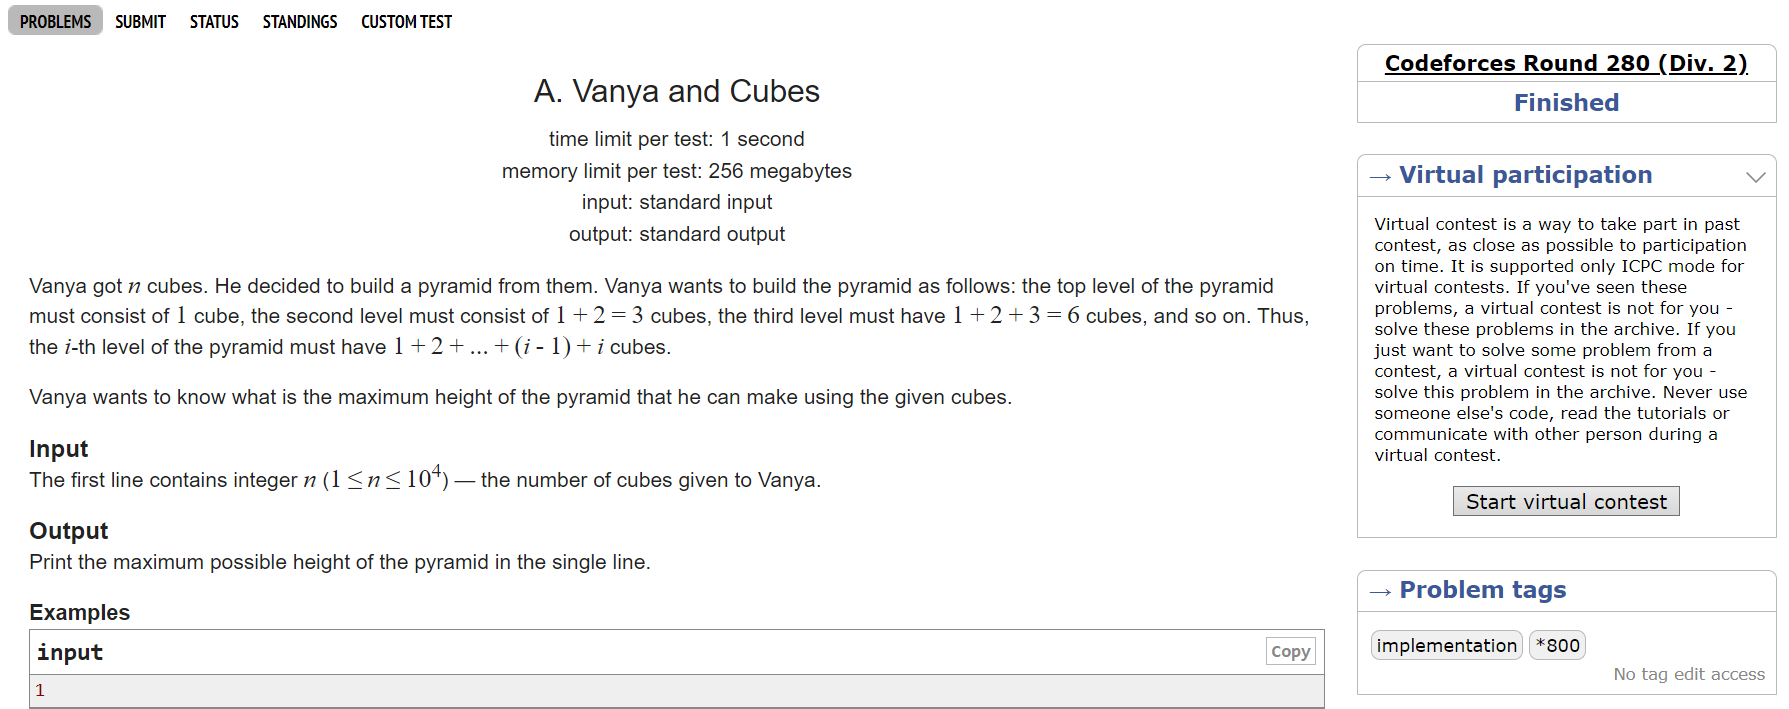 PROBLEMS SUBMIT STATUS STANDINGS CUSTOM TEST
A. Vanya and Cubes
time limit per test: 1 second
memory limit per test: 256 megabytes
input: standard input
output: standard output
Vanya got n cubes. He decided to build a pyramid from them. Vanya wants to build the pyramid as follows: the top level of the pyramid
must consist of 1 cube, the second level must consist of 1 + 2 = 3 cubes, the third level must have 1 + 2 + 3 = 6 cubes, and so on. Thus,
the i-th level of the pyramid must have 1 + 2 + ... + (i - 1) + i cubes.
Vanya wants to know what is the maximum height of the pyramid that he can make using the given cubes.
Input
The first line contains integer n (1 ≤ n ≤ 10⁴) — the number of cubes given to Vanya.
Output
Print the maximum possible height of the pyramid in the single line.
Examples
input
Copy
1
Codeforces Round 280 (Div. 2)
Finished
→ Virtual participation
Virtual contest is a way to take part in past
contest, as close as possible to participation
on time. It is supported only ICPC mode for
virtual contests. If you've seen these
problems, a virtual contest is not for you -
solve these problems in the archive. If you
just want to solve some problem from a
contest, a virtual contest is not for you -
solve this problem in the archive. Never use
someone else's code, read the tutorials or
communicate with other person during a
virtual contest.
Start virtual contest
→ Problem tags
implementation *800
No tag edit access